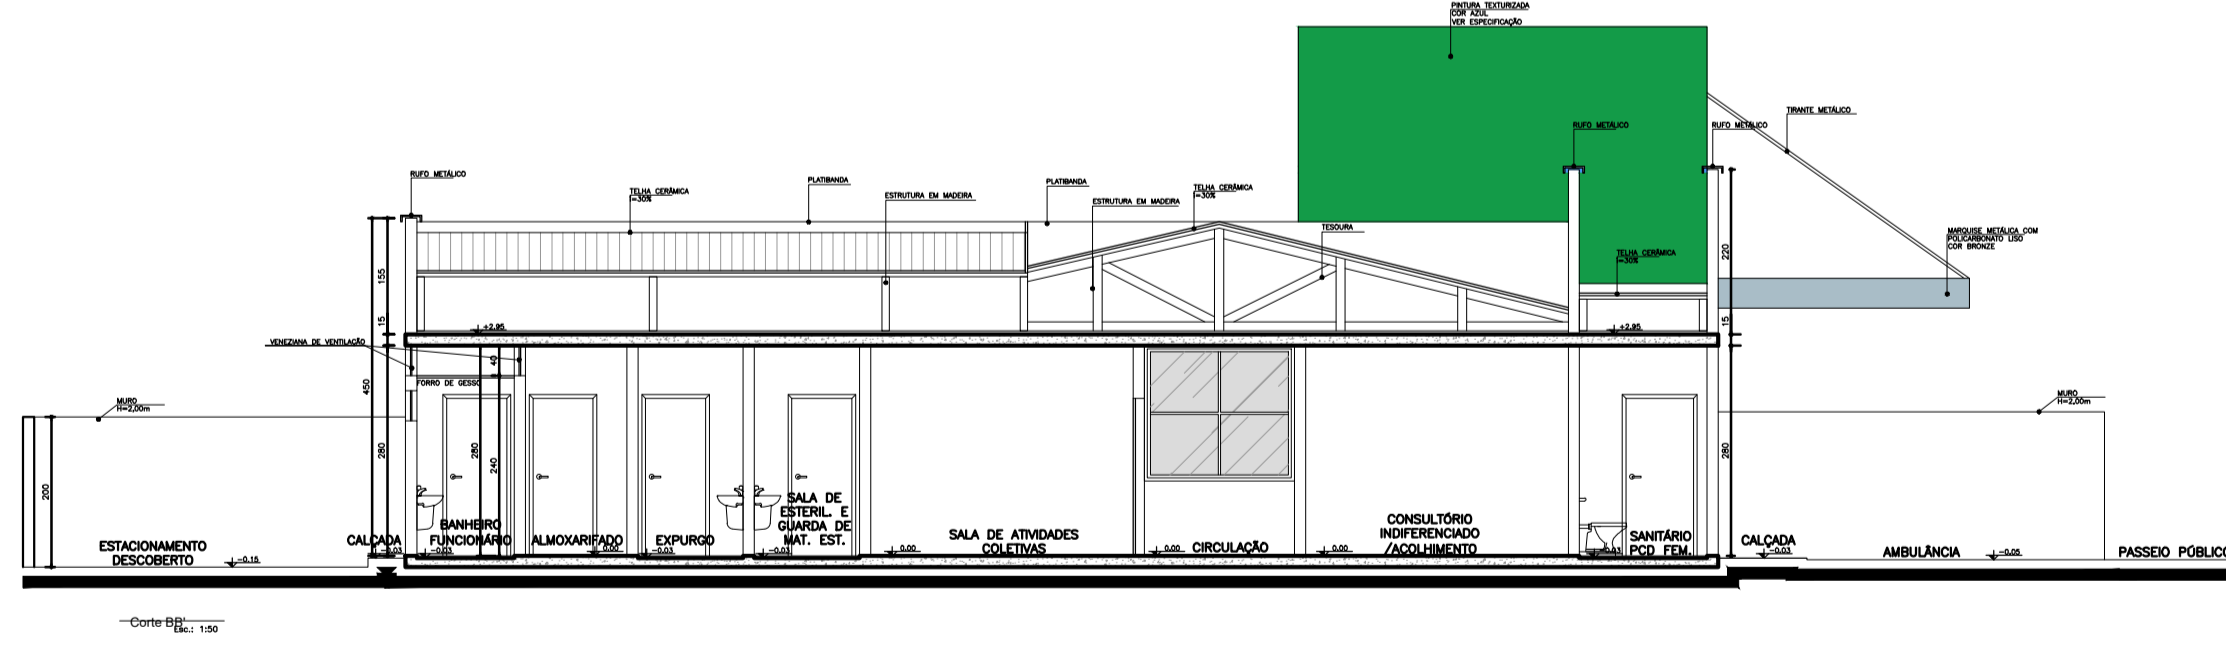 PINTURA TEXTURIZADA
COR AZUL
VER ESPECIFICAÇÃO
TIRANTE METÁLICO
RUFO METÁLICO
RUFO METÁLICO
RUFO METÁLICO
TELHA CERÂMICA
I=30%
PLATIBANDA
ESTRUTURA EM MADEIRA
PLATIBANDA
ESTRUTURA EM MADEIRA
TELHA CERÂMICA
I=30%
TESOURA
TELHA CERÂMICA
I=30%
MARQUISE METÁLICA COM
POLICARBONATO LISO
COR BRONZE
155
15
220
15
+2.95
+2.95
VENEZIANA DE VENTILAÇÃO
FORRO DE GESSO
40
450
280
280
240
280
200
MURO
H=2,00m
MURO
H=2,00m
ESTACIONAMENTO
DESCOBERTO
-0.15
CALÇADA
-0.03
BANHEIRO
FUNCIONÁRIO
-0.03
ALMOXARIFADO
0.00
EXPURGO
-0.03
SALA DE
ESTERIL. E
GUARDA DE
MAT. EST.
-0.03
0.00
SALA DE ATIVIDADES
COLETIVAS
0.00
CIRCULAÇÃO
0.00
CONSULTÓRIO
INDIFERENCIADO
/ACOLHIMENTO
-0.03
SANITÁRIO
PCD FEM.
CALÇADA
-0.03
AMBULÂNCIA
-0.05
PASSEIO PÚBLICO
Corte BB'
Esc.: 1:50